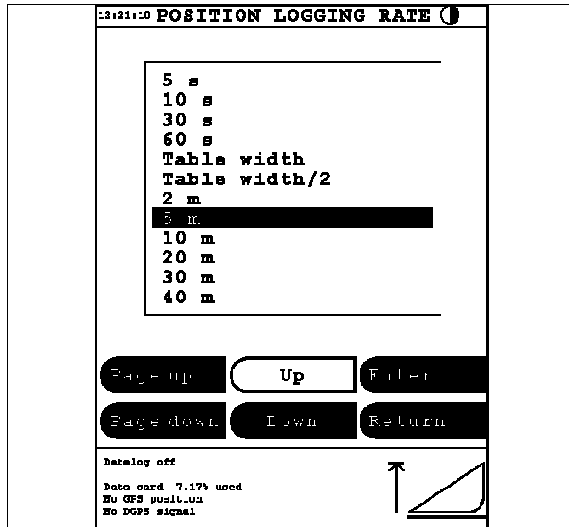 POSITION LOGGING RATE
5 s
10 s
30 s
60 s
Table width
Table width/2
2 m
5 m
10 m
20 m
30 m
40 m
Page up
Up
Enter
Page down
Down
Return
Datalog off
Data card 7.17% used
No GPS position
No DGPS signal